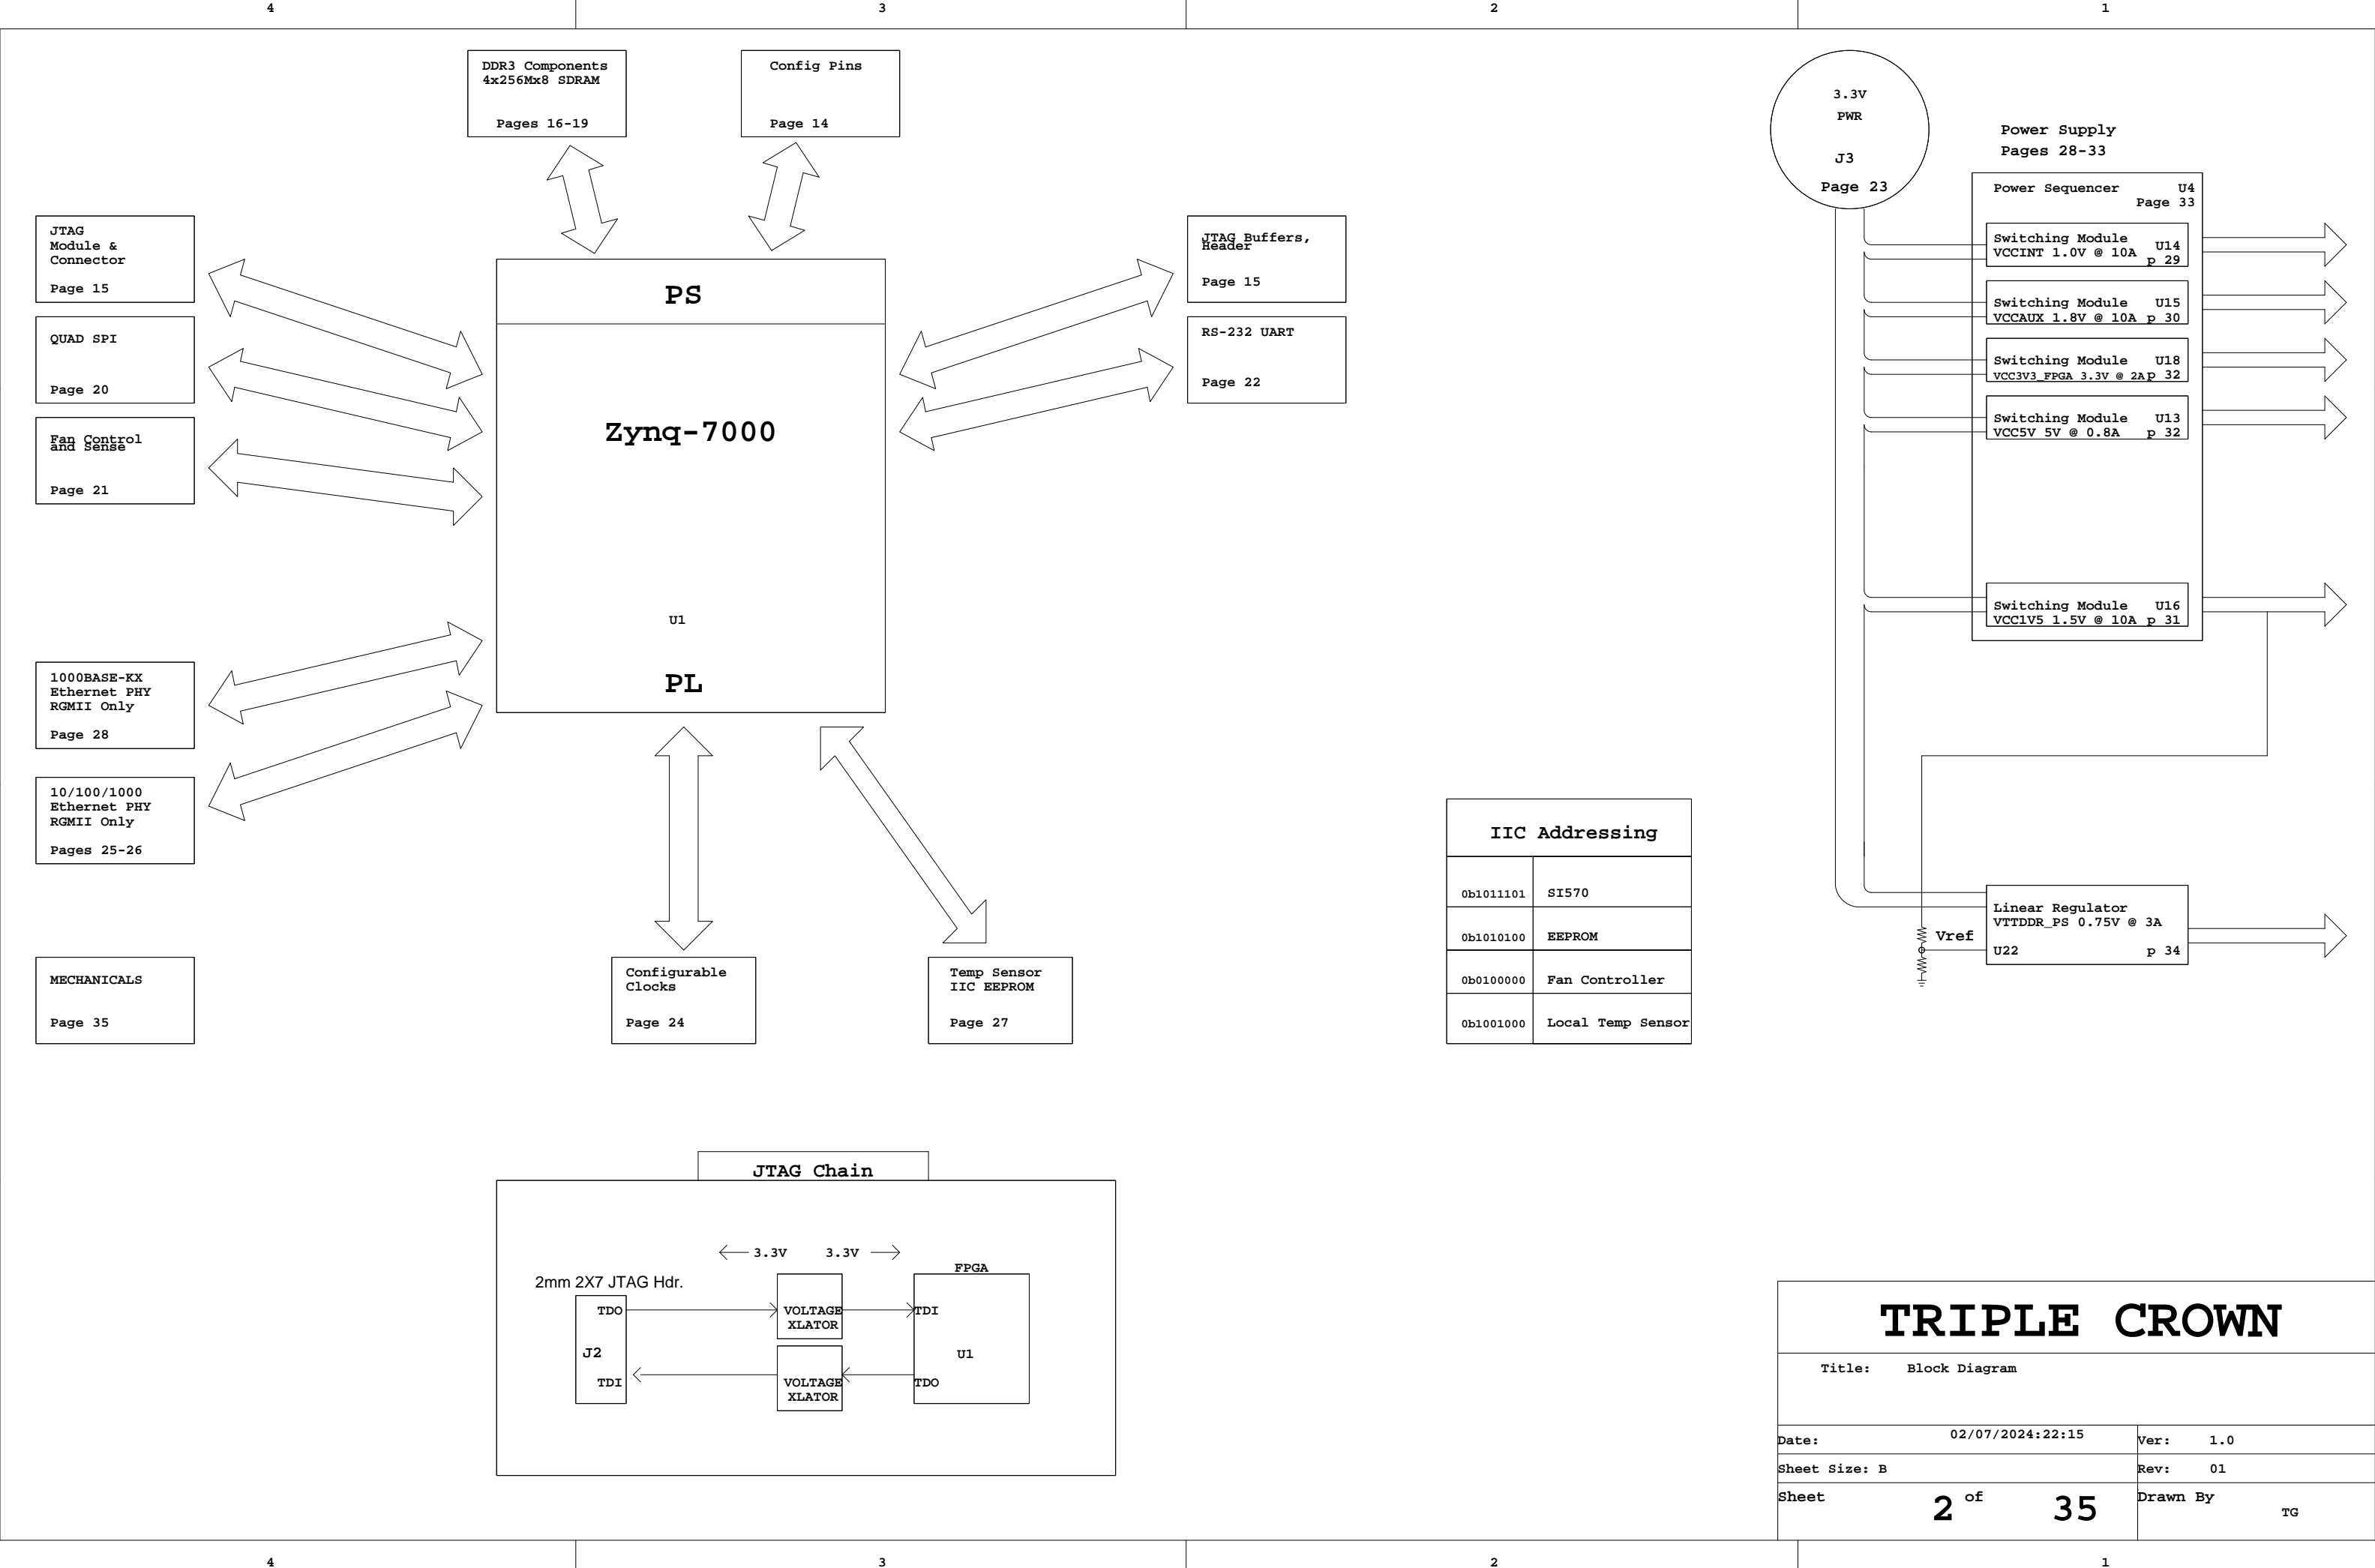 4 3 2 1
DDR3 Components
4x256Mx8 SDRAM
Pages 16-19
Config Pins
Page 14
3.3V
PWR
J3
Page 23
Power Supply
Pages 28-33
Power Sequencer U4
Page 33
Switching Module U14
VCCINT 1.0V @ 10A p 29
Switching Module U15
VCCAUX 1.8V @ 10A p 30
Switching Module U18
VCC3V3_FPGA 3.3V @ 2A p 32
Switching Module U13
VCC5V 5V @ 0.8A p 32
Switching Module U16
VCC1V5 1.5V @ 10A p 31
JTAG
Module &
Connector
Page 15
QUAD SPI
Page 20
Fan Control
and Sense
Page 21
PS
Zynq-7000
U1
PL
JTAG Buffers,
Header
Page 15
RS-232 UART
Page 22
1000BASE-KX
Ethernet PHY
RGMII Only
Page 28
10/100/1000
Ethernet PHY
RGMII Only
Pages 25-26
MECHANICALS
Page 35
Configurable
Clocks
Page 24
Temp Sensor
IIC EEPROM
Page 27
IIC Addressing
0b1011101 SI570
0b1010100 EEPROM
0b0100000 Fan Controller
0b1001000 Local Temp Sensor
Vref
Linear Regulator
VTTDDR_PS 0.75V @ 3A
U22 p 34
JTAG Chain
3.3V 3.3V
FPGA
2mm 2X7 JTAG Hdr.
TDO
J2
TDI
VOLTAGE
XLATOR
VOLTAGE
XLATOR
TDI
U1
TDO
TRIPLE CROWN
Title: Block Diagram
Date: 02/07/2024:22:15 Ver: 1.0
Sheet Size: B Rev: 01
Sheet 2 of 35 Drawn By
TG
4 3 2 1